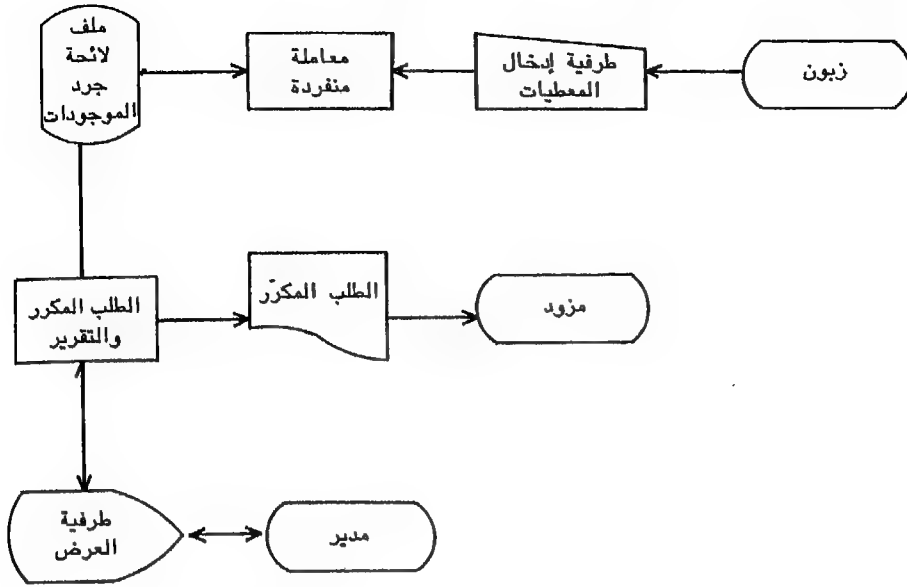 زبون
طرفية إدخال
المعطيات
معاملة
منفردة
ملف
لائحة
جرد
الموجودات
الطلب المكرر
والتقرير
الطلب المكرّر
مزود
طرفية
العرض
مدير